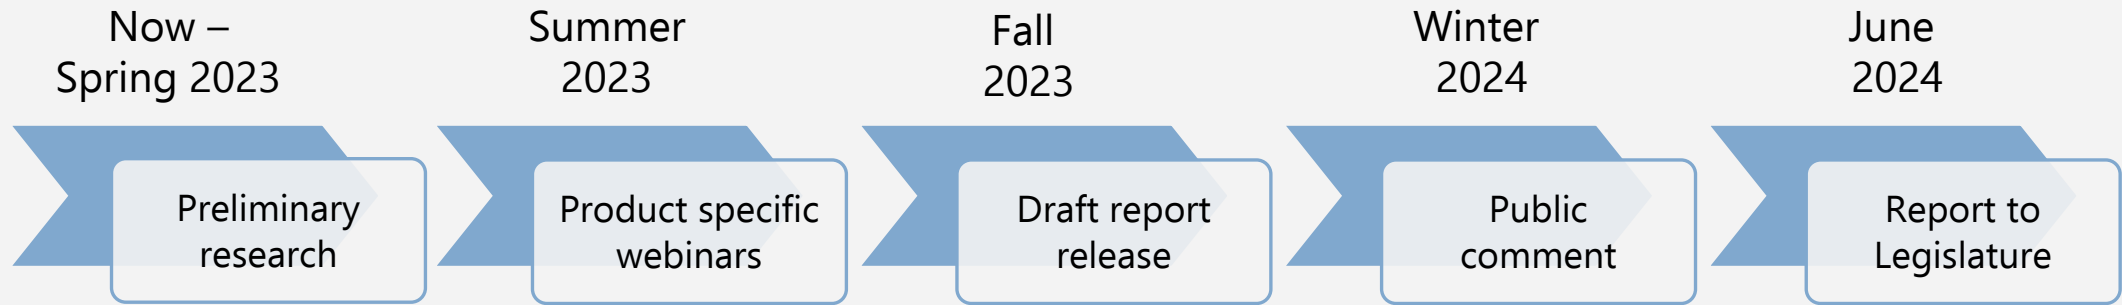 Now –
Spring 2023
Summer
2023
Fall
2023
Winter
2024
June
2024
Preliminary
research
Product specific
webinars
Draft report
release
Public
comment
Report to
Legislature